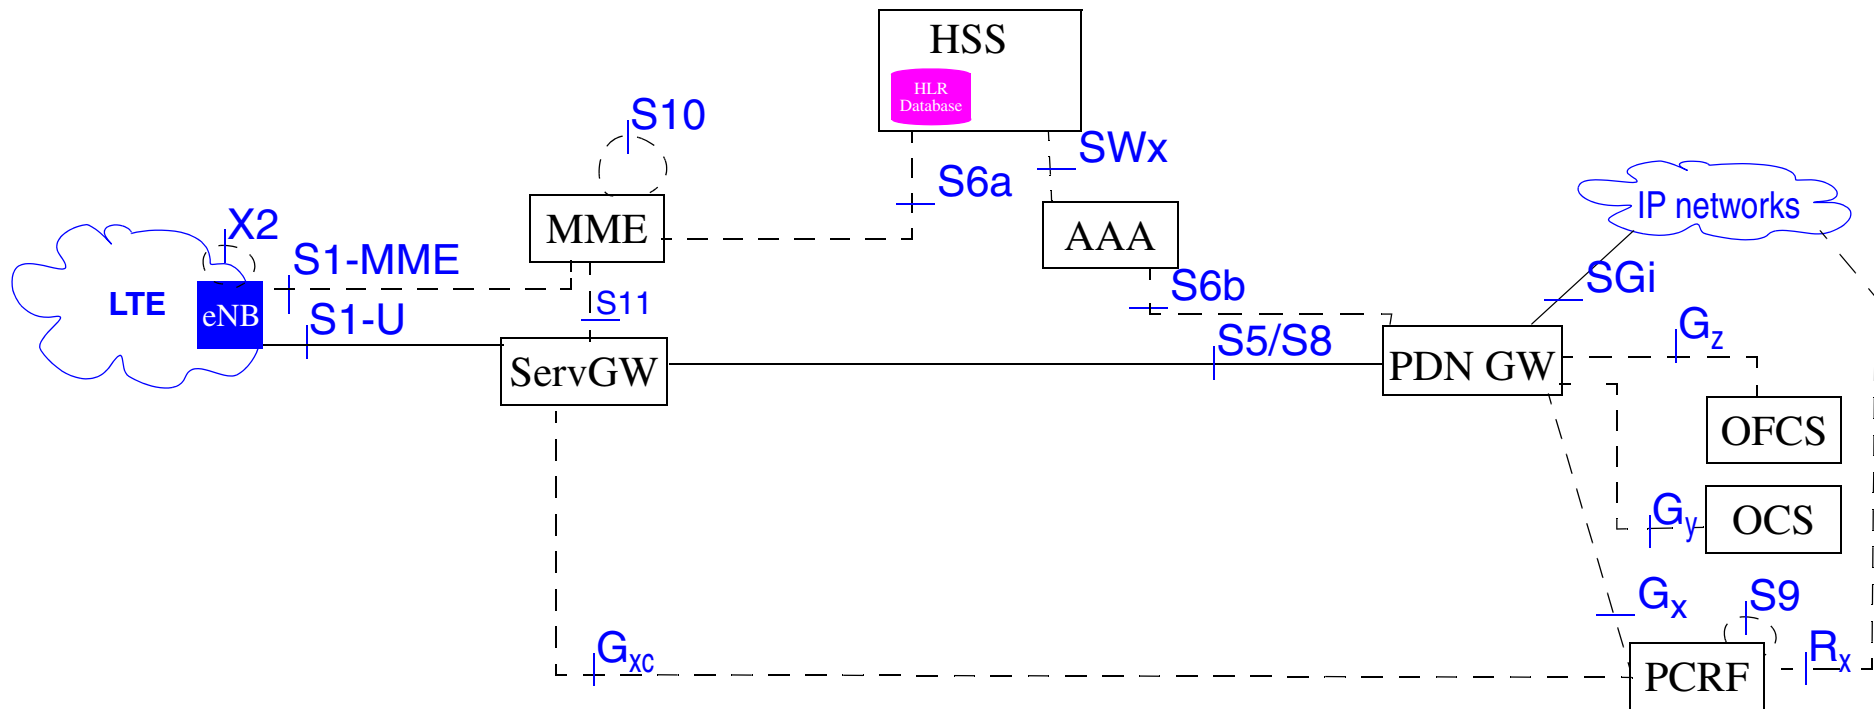 HSS
HLR
Database
S10
SWx
S6a
MME
AAA
IP networks
X2
S1-MME
S11
S6b
SGi
LTE
eNB
S1-U
S5/S8
Gz
ServGW
PDN GW
OFCS
Gy
OCS
Gx
S9
Gxc
Rx
PCRF